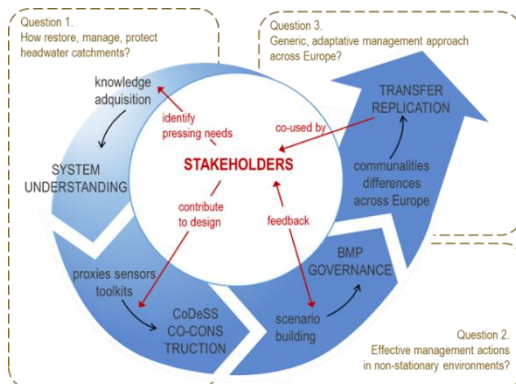 Question 1.
How restore, manage, protect
headwater catchments?
Question 3.
Generic, adaptative management approach
across Europe?
knowledge
adquisition
identify
pressing needs
SYSTEM
UNDERSTANDING
STAKEHOLDERS
co-used by
TRANSFER
REPLICATION
communalities
differences
across Europe
contribute
to design
feedback
proxies sensors
toolkits
CoDeSS
CO-CONS
TRUCTION
scenario
building
BMP
GOVERNANCE
Question 2.
Effective management actions
in non-stationary environments?